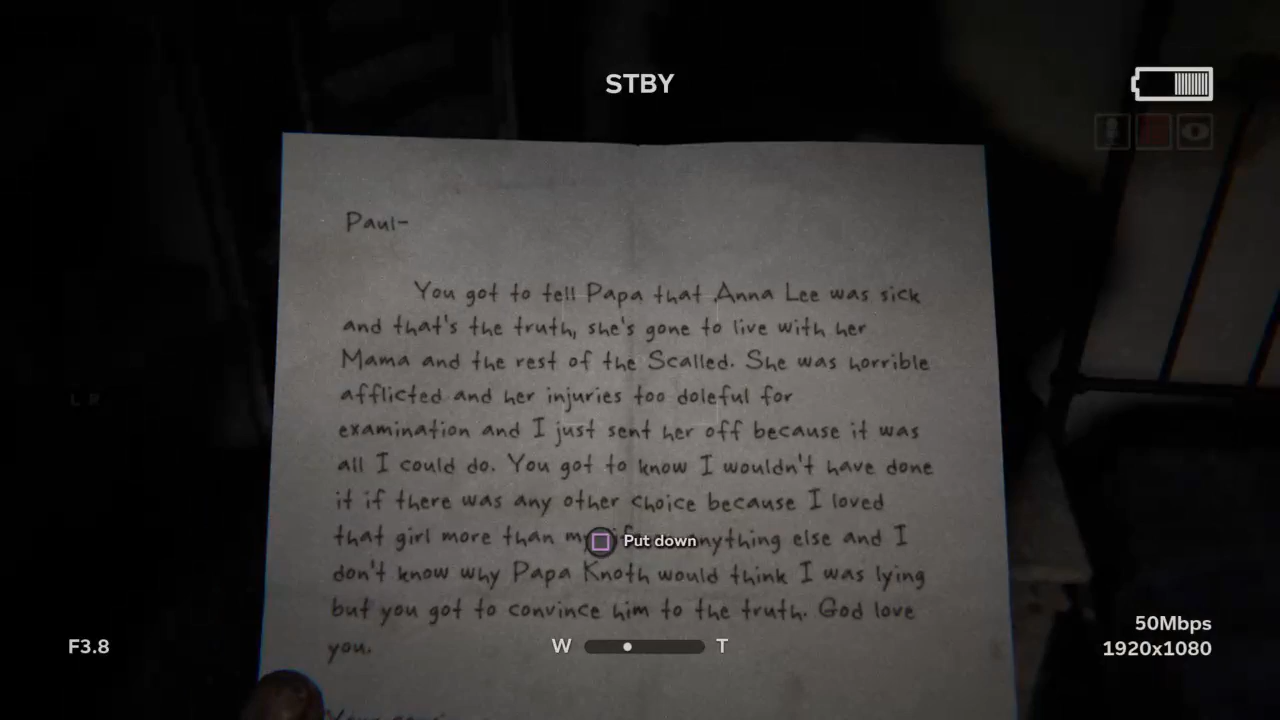 STBY
Paul-
You got to tell Papa that Anna Lee was sick
and that's the truth, she's gone to live with her
Mama and the rest of the Scalled. She was horrible
afflicted and her injuries too doleful for
examination and I just sent her off because it was
all I could do. You got to know I wouldn't have done
it if there was any other choice because I loved
that girl more than my anything else and I
Put down
don't know why Papa Knoth would think I was lying
but you got to convince him to the truth. God love
you.
F3.8
W T
50Mbps
1920x1080